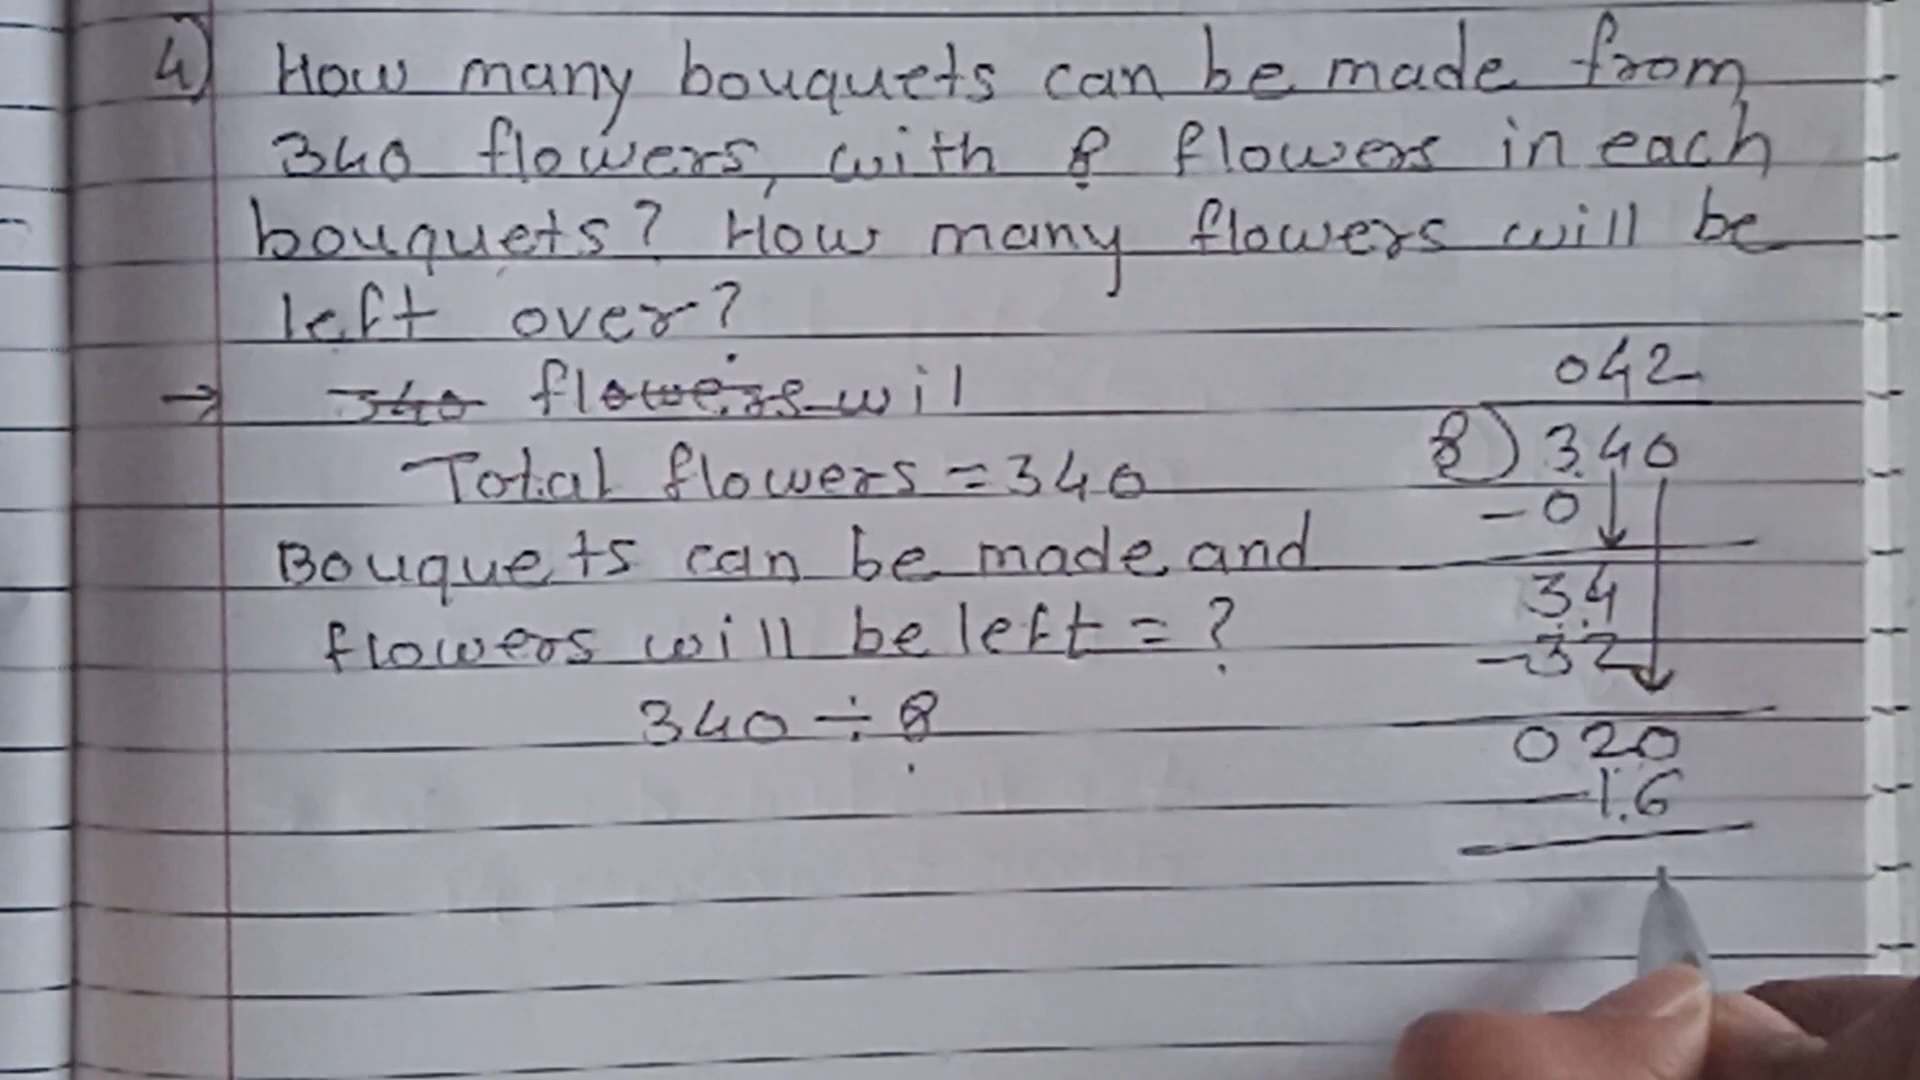 4) How many bouquets can be made from
340 flowers, with 8 flowers in each
bouquets? How many flowers will be
left over?
→ 340 flowers wil
Total flowers = 340
Bouquets can be made and
flowers will be left = ?
340 ÷ 8
042
8)340
-0
34
-32
020
-16